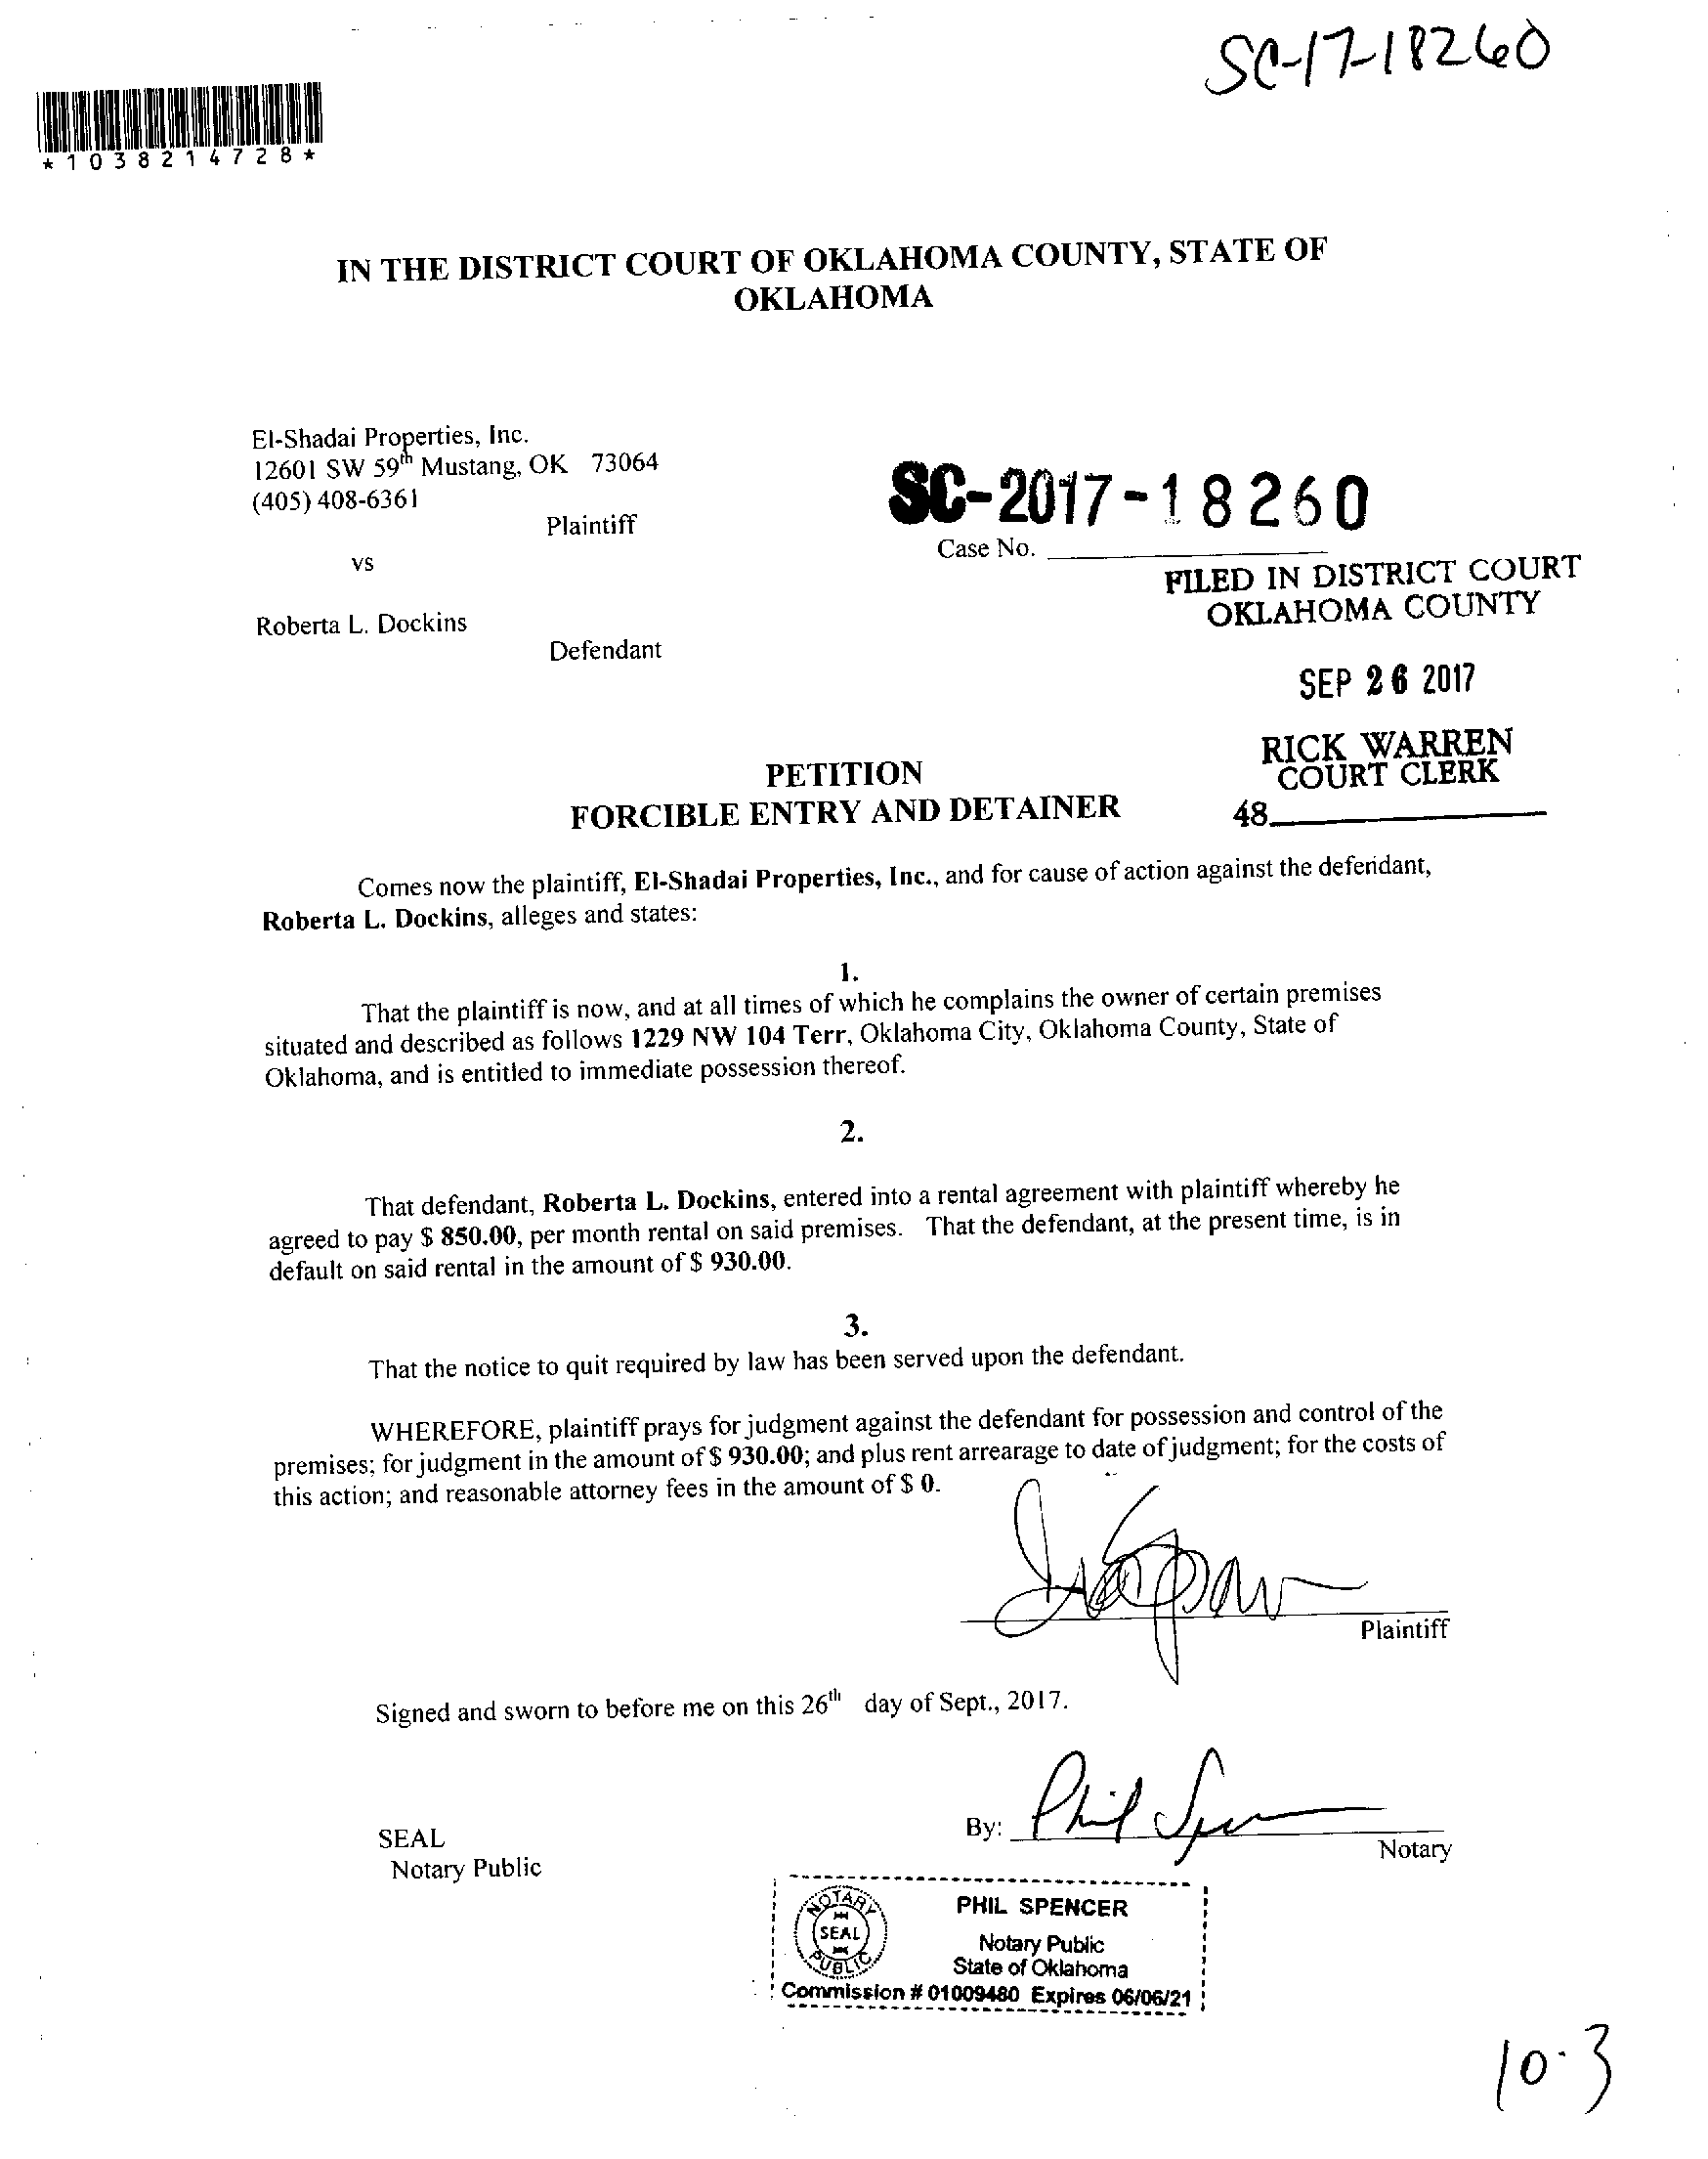 SC-17-18260
*1038214728*
IN THE DISTRICT COURT OF OKLAHOMA COUNTY, STATE OF
OKLAHOMA
El-Shadai Properties, Inc.
12601 SW 59th Mustang, OK 73064
(405) 408-6361
Plaintiff
SC-2017-18260
Case No.
vs
FILED IN DISTRICT COURT
OKLAHOMA COUNTY
Roberta L. Dockins
Defendant
SEP 26 2017
RICK WARREN
COURT CLERK
48
PETITION
FORCIBLE ENTRY AND DETAINER
Comes now the plaintiff, El-Shadai Properties, Inc., and for cause of action against the defendant,
Roberta L. Dockins, alleges and states:
1.
That the plaintiff is now, and at all times of which he complains the owner of certain premises
situated and described as follows 1229 NW 104 Terr, Oklahoma City, Oklahoma County, State of
Oklahoma, and is entitled to immediate possession thereof.
2.
That defendant, Roberta L. Dockins, entered into a rental agreement with plaintiff whereby he
agreed to pay $ 850.00, per month rental on said premises. That the defendant, at the present time, is in
default on said rental in the amount of $ 930.00.
3.
That the notice to quit required by law has been served upon the defendant.
WHEREFORE, plaintiff prays for judgment against the defendant for possession and control of the
premises; for judgment in the amount of $ 930.00; and plus rent arrearage to date of judgment; for the costs of
this action; and reasonable attorney fees in the amount of $ 0.
Plaintiff
Signed and sworn to before me on this 26th day of Sept., 2017.
By: Phil Spencer
Notary
SEAL
Notary Public
NOTARY
SEAL
PUBLIC
PHIL SPENCER
Notary Public
State of Oklahoma
Commission # 01009480 Expires 06/06/21
10-3